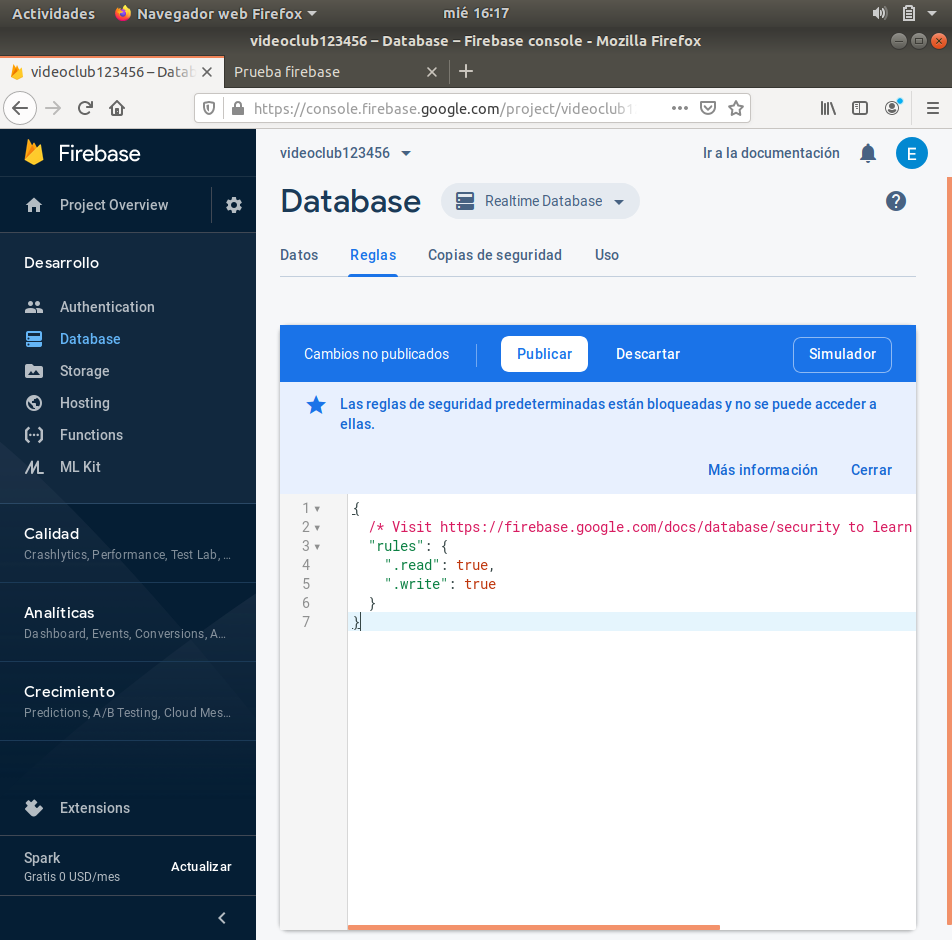 Actividades
Navegador web Firefox
mié 16:17
videoclub123456 – Database – Firebase console - Mozilla Firefox
videoclub123456 – Datab
Prueba firebase
https://console.firebase.google.com/project/videoclub1
Firebase
videoclub123456
Ir a la documentación
E
Project Overview
Database
Realtime Database
?
Desarrollo
Datos
Reglas
Copias de seguridad
Uso
Authentication
Database
Storage
Hosting
Functions
ML Kit
Cambios no publicados
Publicar
Descartar
Simulador
Las reglas de seguridad predeterminadas están bloqueadas y no se puede acceder a
ellas.
Más información
Cerrar
1 {
2 /* Visit https://firebase.google.com/docs/database/security to learn
3 "rules": {
4 ".read": true,
5 ".write": true
6 }
7 }
Calidad
Crashlytics, Performance, Test Lab, ...
Analíticas
Dashboard, Events, Conversions, A...
Crecimiento
Predictions, A/B Testing, Cloud Mes...
Extensions
Spark
Gratis 0 USD/mes
Actualizar